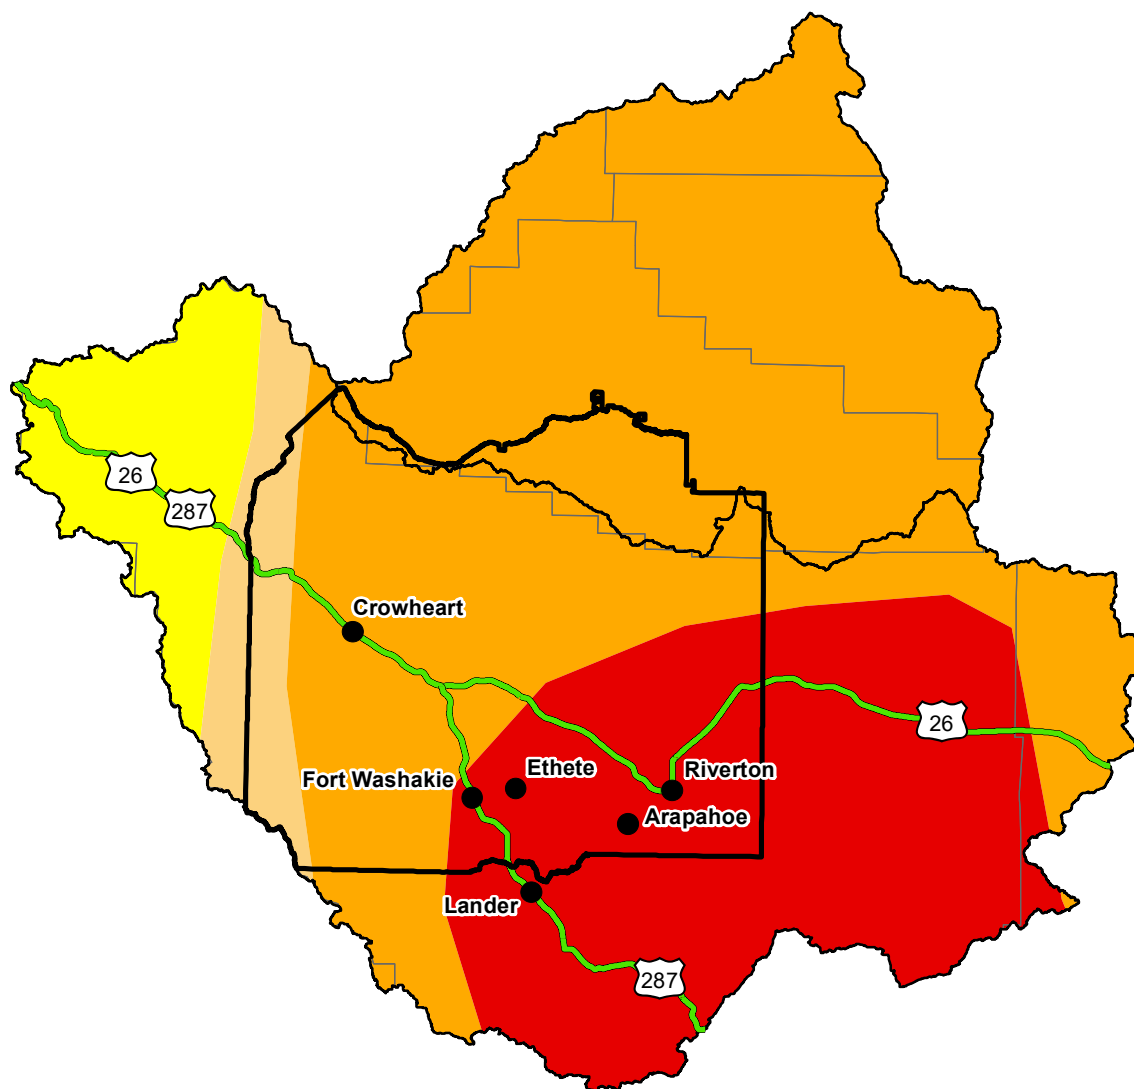 26
287
Crowheart
Fort Washakie
Ethete
Riverton
26
Arapahoe
Lander
287